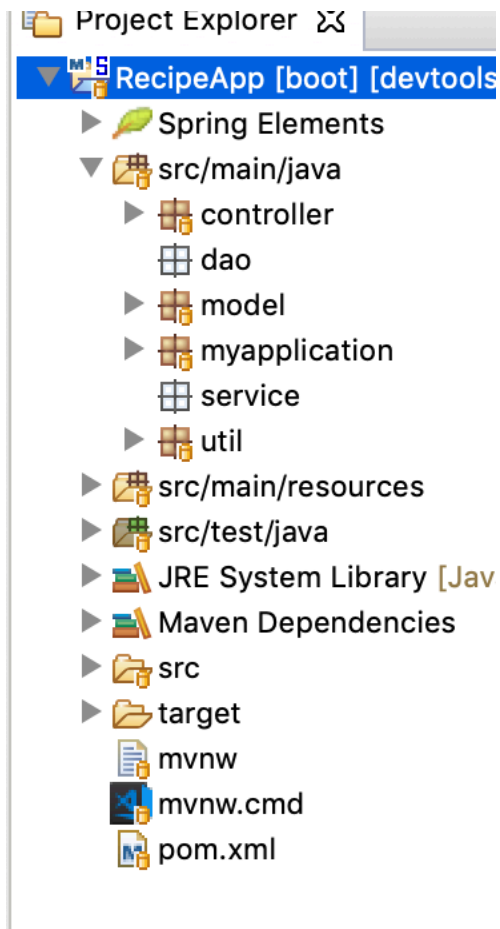 Project Explorer
RecipeApp [boot] [devtools
Spring Elements
src/main/java
controller
dao
model
myapplication
service
util
src/main/resources
src/test/java
JRE System Library [Jav
Maven Dependencies
src
target
mvnw
mvnw.cmd
pom.xml